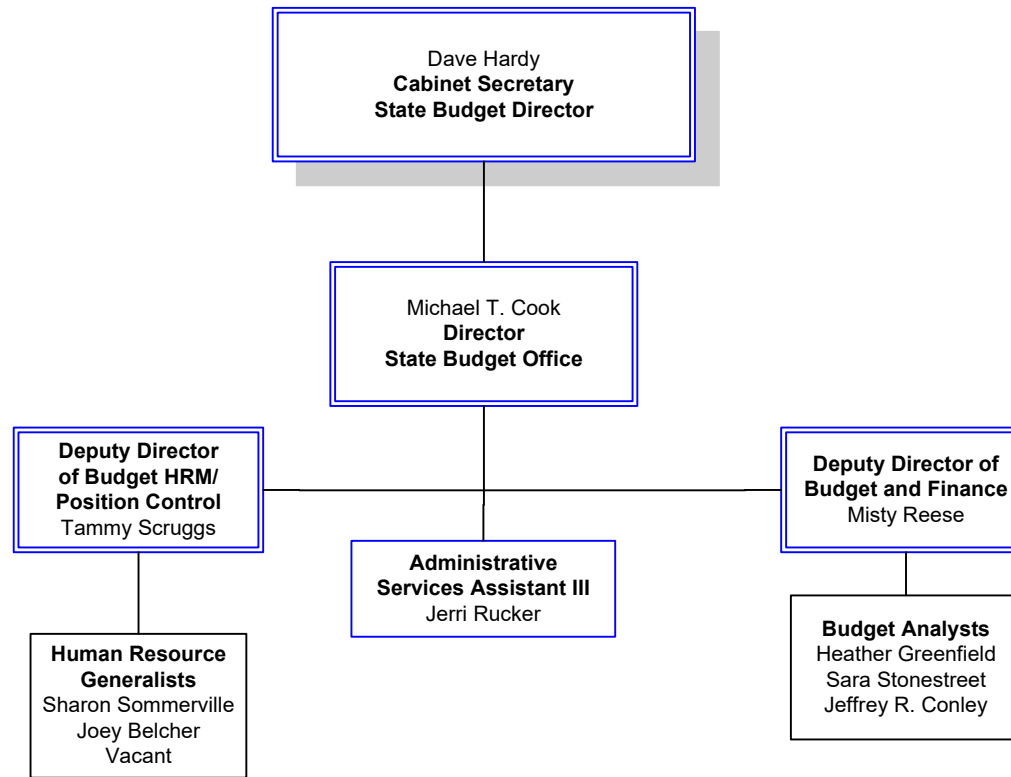 Dave Hardy
Cabinet Secretary
State Budget Director
Michael T. Cook
Director
State Budget Office
Deputy Director
of Budget HRM/
Position Control
Tammy Scruggs
Administrative
Services Assistant III
Jerri Rucker
Deputy Director of
Budget and Finance
Misty Reese
Human Resource
Generalists
Sharon Sommerville
Joey Belcher
Vacant
Budget Analysts
Heather Greenfield
Sara Stonestreet
Jeffrey R. Conley